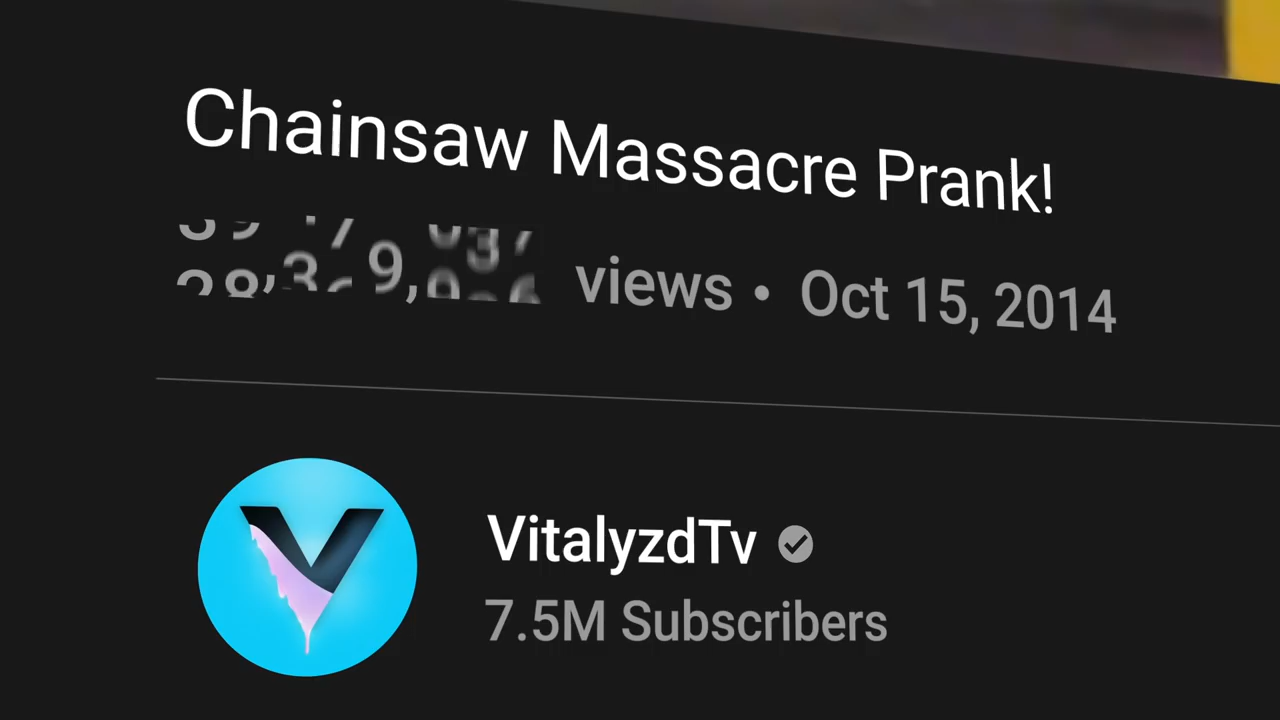 Chainsaw Massacre Prank!
views • Oct 15, 2014
VitalyzdTv
7.5M Subscribers